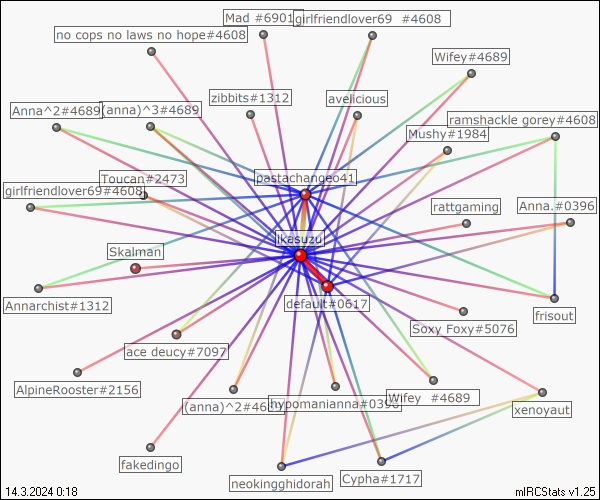 Mad #6901
girlfriendlover69 #4608
no cops no laws no hope#4608
Wifey#4689
zibbits#1312
avelicious
Anna^2#4689
(anna)^3#4689
ramshackle gorey#4608
Mushy#1984
pastachange041
Toucan#2473
girlfriendlover69#4608
rattgaming
Anna.#0396
ikasuzu
Skalman
Annarchist#1312
default#0617
frisout
Soxy Foxy#5076
ace deucy#7097
AlpineRooster#2156
(anna)^2#46
hypomanianna#0396
Wifey #4689
xenoyaut
fakedingo
neokingghidorah
Cypha#1717
14.3.2024 0:18
mIRCStats v1.25